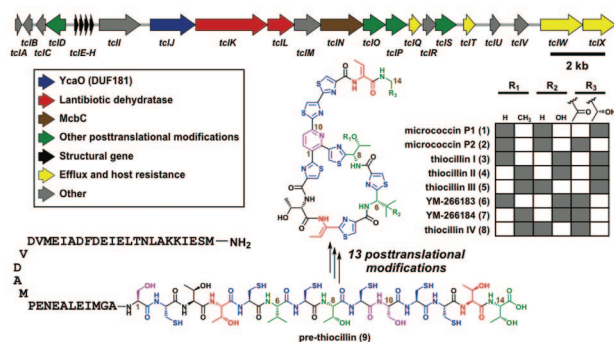 tclA
tclB
tclC
tclD
tclE-H
tclI
tclJ
tclK
tclL
tclM
tclN
tclO
tclP
tclQ
tclR
tclS
tclT
tclU
tclV
tclW
tclX
2 kb
YcaO (DUF181)
Lantibiotic dehydratase
McbC
Other posttranslational modifications
Structural gene
Efflux and host resistance
Other
R1 R2 R3
H CH3 H OH O OH
micrococcin P1 (1)
micrococcin P2 (2)
thiocillin I (3)
thiocillin II (4)
thiocillin III (5)
YM-266183 (6)
YM-266184 (7)
thiocillin IV (8)
DVMEIADFDEIELTNLAKKIESM—NH2
V
D
A
M
PENEALEIMGA
13 posttranslational
modifications
pre-thiocillin (9)